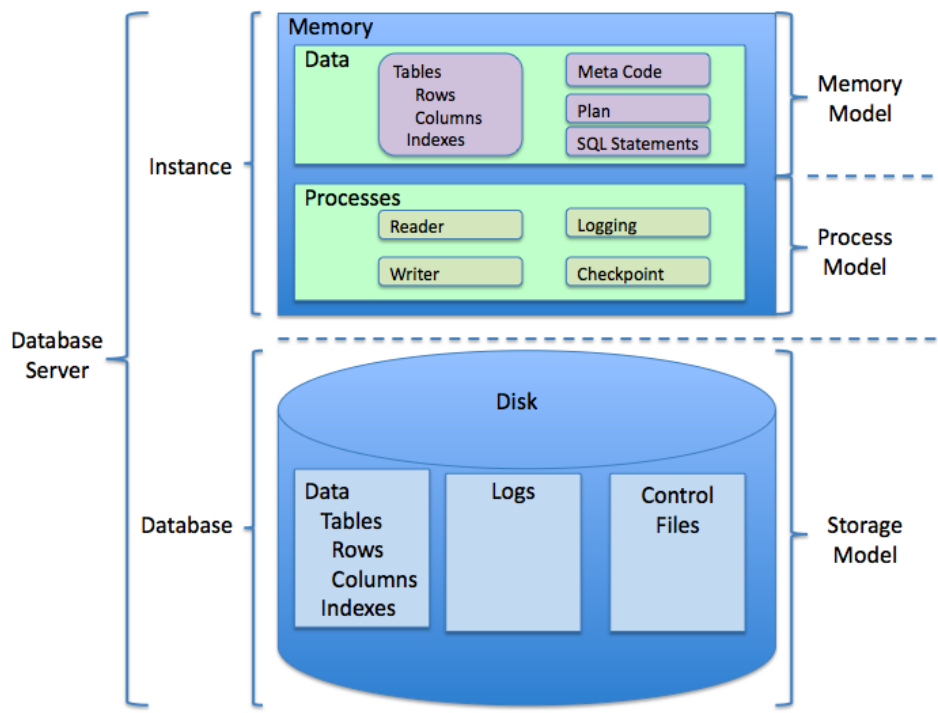 Memory
Data
Tables
Rows
Columns
Indexes
Meta Code
Plan
SQL Statements
Processes
Reader
Writer
Logging
Checkpoint
Memory
Model
Process
Model
Instance
Database
Server
Database
Disk
Data
Tables
Rows
Columns
Indexes
Logs
Control
Files
Storage
Model